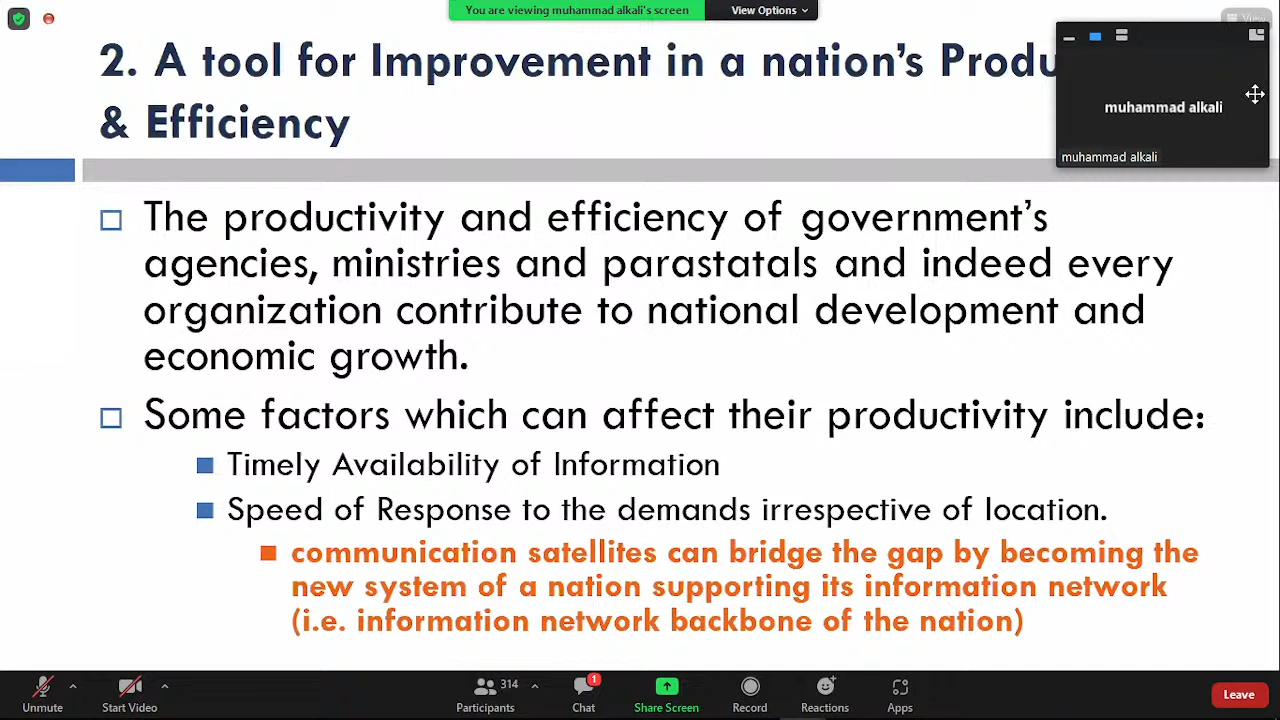 You are viewing muhammad alkali's screen
View Options
View
2. A tool for Improvement in a nation's Produ
& Efficiency
muhammad alkali
muhammad alkali
The productivity and efficiency of government's
agencies, ministries and parastatals and indeed every
organization contribute to national development and
economic growth.
Some factors which can affect their productivity include:
Timely Availability of Information
Speed of Response to the demands irrespective of location.
communication satellites can bridge the gap by becoming the
new system of a nation supporting its information network
(i.e. information network backbone of the nation)
Unmute
Start Video
314
Participants
1
Chat
Share Screen
Record
Reactions
Apps
Leave